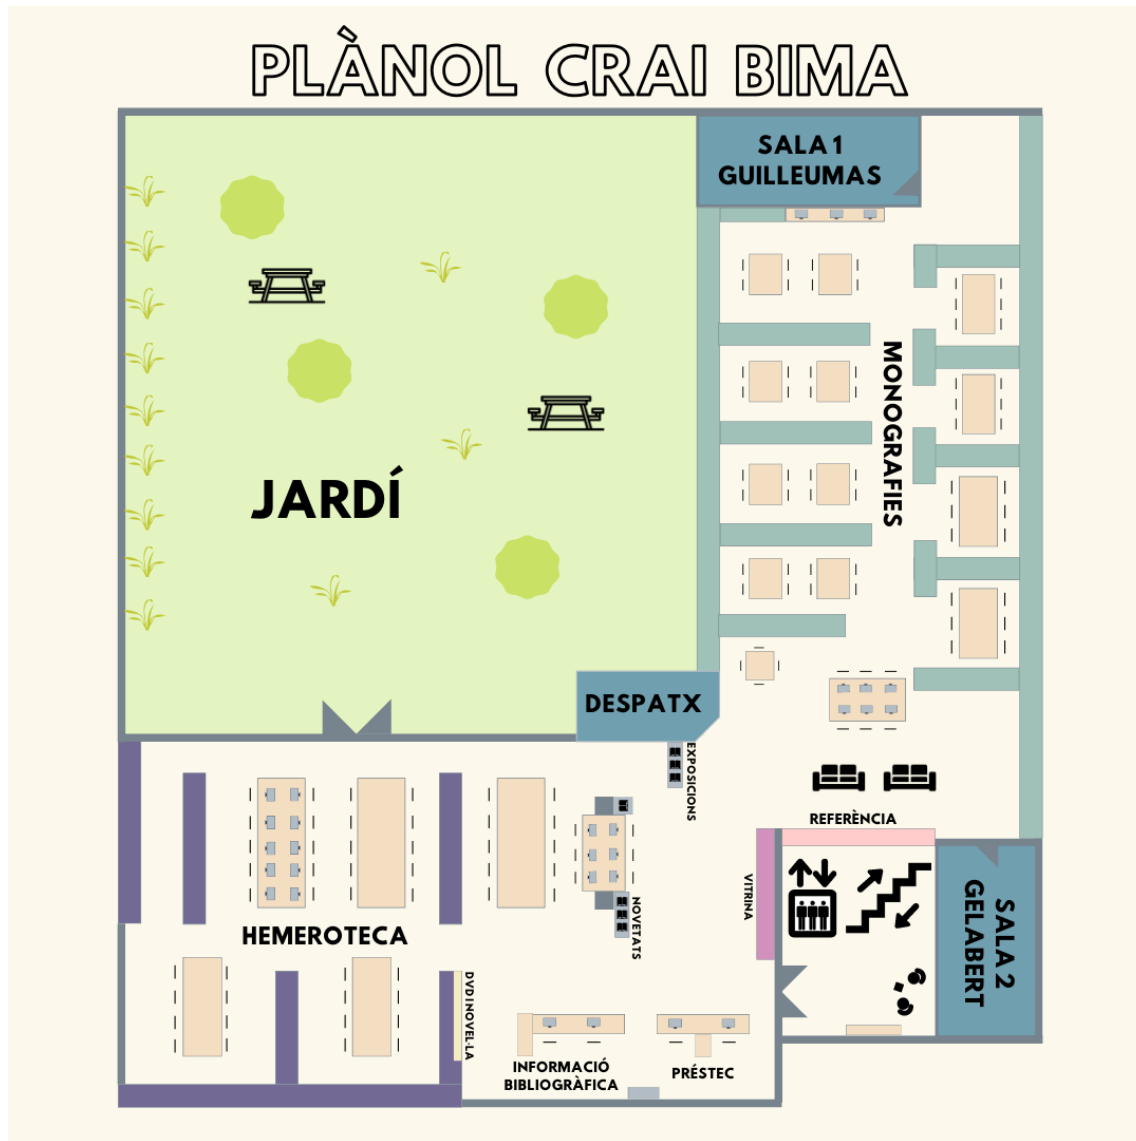 PLÀNOL CRAI BIMA
SALA 1
GUILLEUMAS
MONOGRAFIES
JARDÍ
DESPATX
EXPOSICIONS
REFERÈNCIA
VITRINA
NOVETATS
SALA 2
GELABERT
HEMEROTECA
DVD I NOVEL·LA
INFORMACIÓ
BIBLIOGRÀFICA
PRÉSTEC